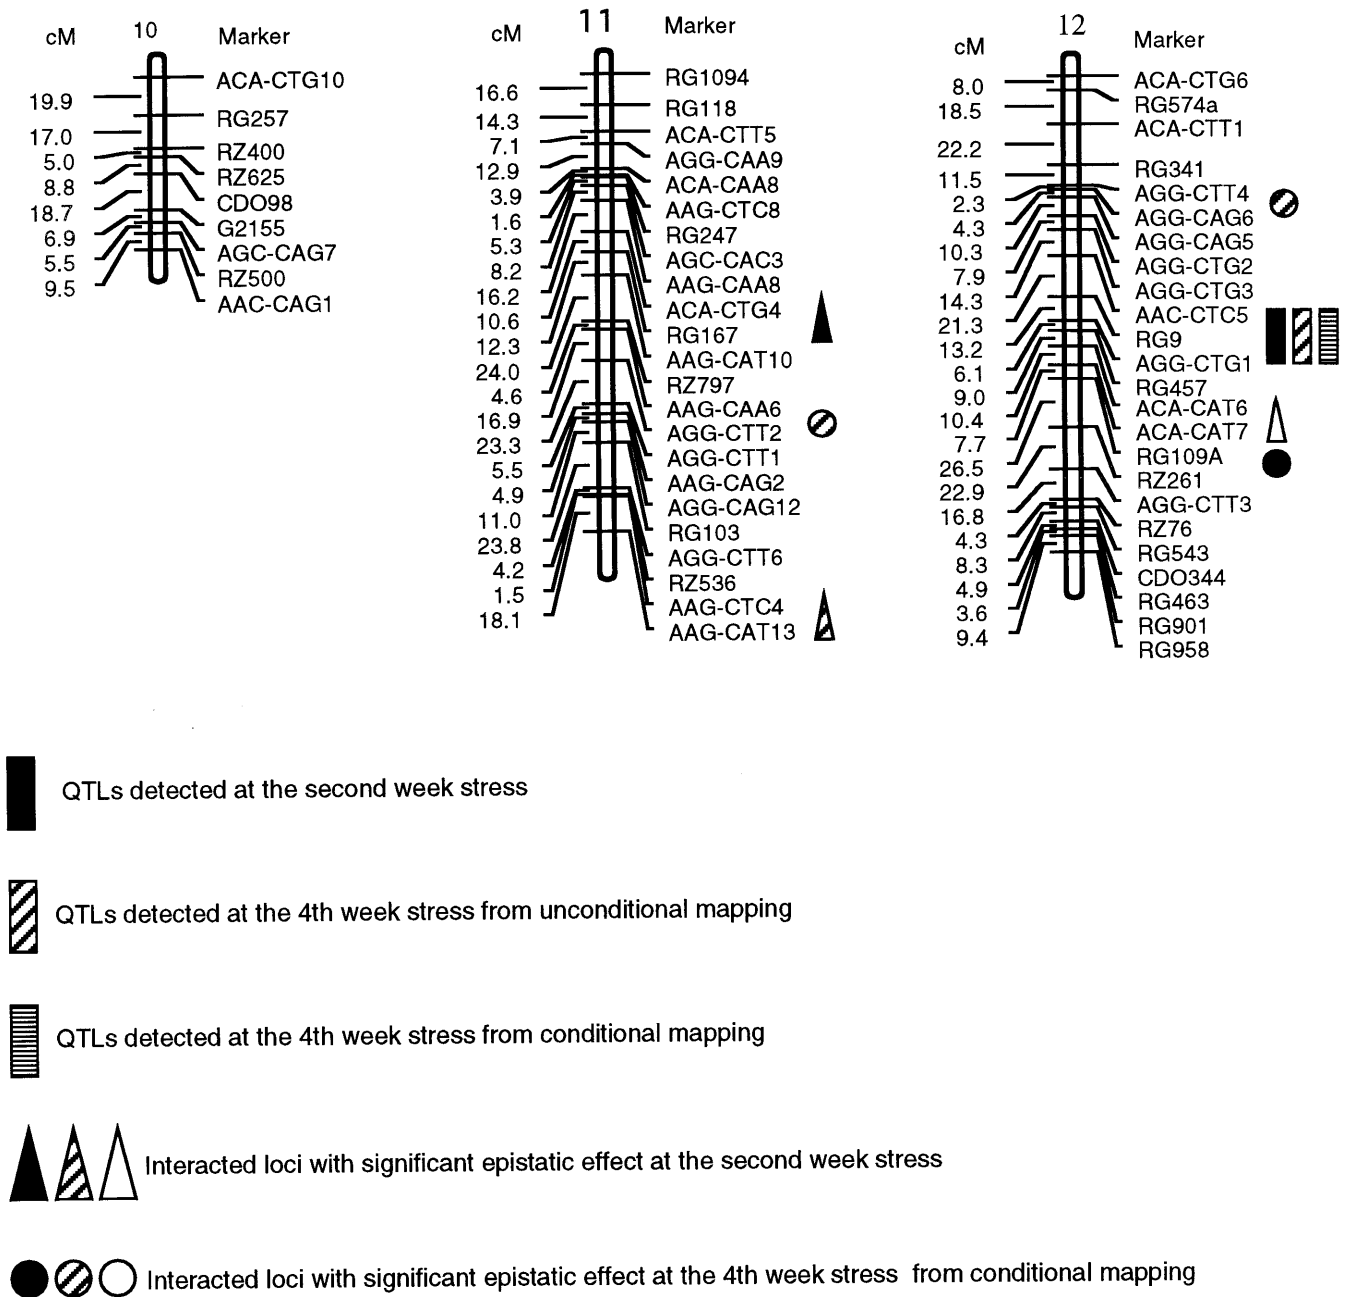 10
cM
Marker
ACA-CTG10
19.9
RG257
17.0
RZ400
5.0
RZ625
8.8
CDO98
18.7
G2155
6.9
AGC-CAG7
5.5
RZ500
9.5
AAC-CAG1
11
cM
Marker
RG1094
16.6
RG118
14.3
ACA-CTT5
7.1
AGG-CAA9
12.9
ACA-CAA8
3.9
AAG-CTC8
1.6
RG247
5.3
AGC-CAC3
8.2
AAG-CAA8
16.2
ACA-CTG4
10.6
RG167
12.3
AAG-CAT10
24.0
RZ797
4.6
AAG-CAA6
16.9
AGG-CTT2
23.3
AGG-CTT1
5.5
AAG-CAG2
4.9
AGG-CAG12
11.0
RG103
23.8
AGG-CTT6
4.2
RZ536
1.5
AAG-CTC4
18.1
AAG-CAT13
12
cM
Marker
ACA-CTG6
8.0
RG574a
18.5
ACA-CTT1
22.2
RG341
11.5
AGG-CTT4
2.3
AGG-CAG6
4.3
AGG-CAG5
10.3
AGG-CTG2
7.9
AGG-CTG3
14.3
AAC-CTC5
21.3
RG9
13.2
AGG-CTG1
6.1
RG457
9.0
ACA-CAT6
10.4
ACA-CAT7
7.7
RG109A
26.5
RZ261
22.9
AGG-CTT3
16.8
RZ76
4.3
RG543
8.3
CDO344
4.9
RG463
3.6
RG901
9.4
RG958
QTLs detected at the second week stress
QTLs detected at the 4th week stress from unconditional mapping
QTLs detected at the 4th week stress from conditional mapping
Interacted loci with significant epistatic effect at the second week stress
Interacted loci with significant epistatic effect at the 4th week stress from conditional mapping